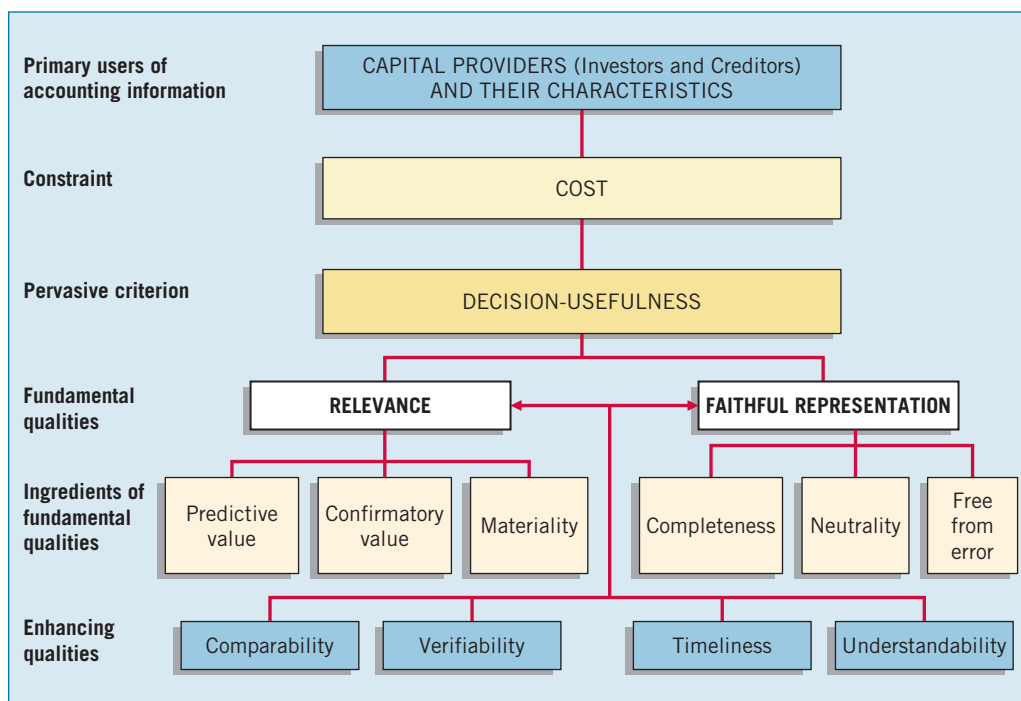 Primary users of
accounting information
CAPITAL PROVIDERS (Investors and Creditors)
AND THEIR CHARACTERISTICS
Constraint
COST
Pervasive criterion
DECISION-USEFULNESS
Fundamental
qualities
RELEVANCE
FAITHFUL REPRESENTATION
Ingredients of
fundamental
qualities
Predictive
value
Confirmatory
value
Materiality
Completeness
Neutrality
Free
from
error
Enhancing
qualities
Comparability
Verifiability
Timeliness
Understandability